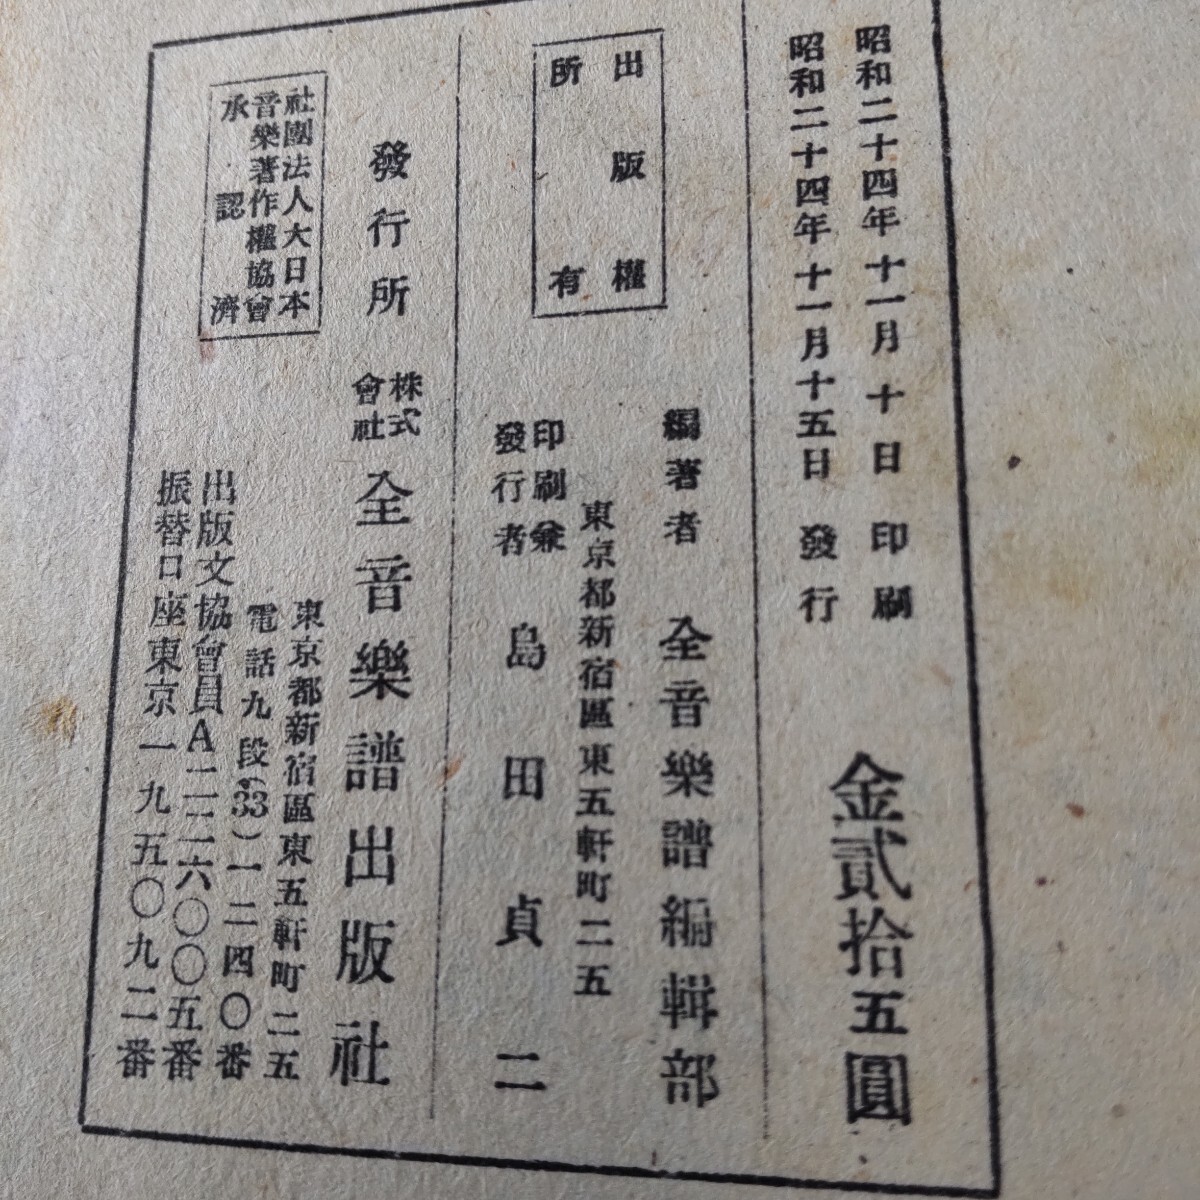 昭和二十四年十一月十日 印刷
昭和二十四年十一月十五日 發行
金貳拾五圓
出版權
所有
編著者 全音樂譜編輯部
東京都新宿區東五軒町二五
印刷兼
發行者
島田貞二
發行所
株式
會社
全音樂譜出版社
東京都新宿區東五軒町二五
電話九段(33)一二四〇番
出版文協會員A二二六〇〇五番
振替口座東京一九五〇九二番
社團法人大日本
音樂著作權協會
承認濟